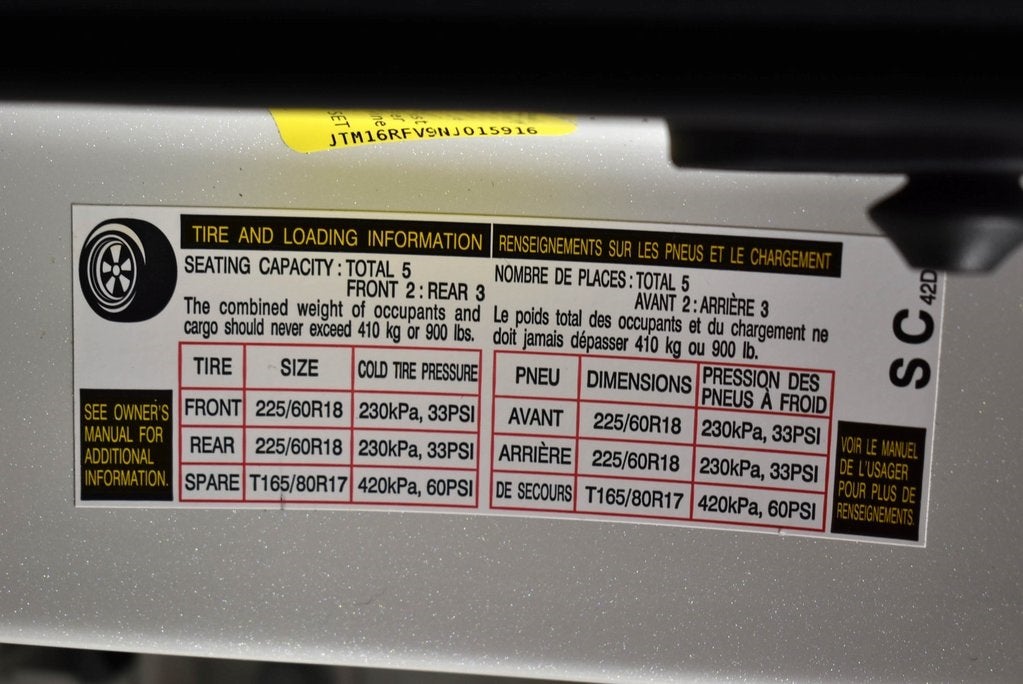 SET
JTM16RFV9NJ015916
TIRE AND LOADING INFORMATION
SEATING CAPACITY : TOTAL 5
FRONT 2 : REAR 3
The combined weight of occupants and
cargo should never exceed 410 kg or 900 lbs.
TIRE SIZE COLD TIRE PRESSURE
FRONT 225/60R18 230kPa, 33PSI
REAR 225/60R18 230kPa, 33PSI
SPARE T165/80R17 420kPa, 60PSI
SEE OWNER'S
MANUAL FOR
ADDITIONAL
INFORMATION.
RENSEIGNEMENTS SUR LES PNEUS ET LE CHARGEMENT
NOMBRE DE PLACES : TOTAL 5
AVANT 2 : ARRIÈRE 3
Le poids total des occupants et du chargement ne
doit jamais dépasser 410 kg ou 900 lb.
PNEU DIMENSIONS PRESSION DES
PNEUS À FROID
AVANT 225/60R18 230kPa, 33PSI
ARRIÈRE 225/60R18 230kPa, 33PSI
DE SECOURS T165/80R17 420kPa, 60PSI
VOIR LE MANUEL
DE L'USAGER
POUR PLUS DE
RENSEIGNEMENTS.
SC
42D